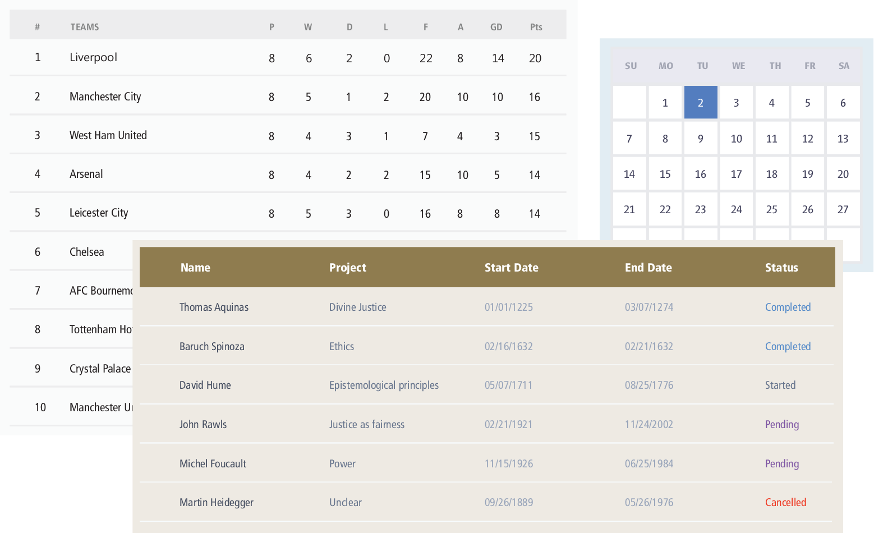 # TEAMS P W D L F A GD Pts
1 Liverpool 8 6 2 0 22 8 14 20
2 Manchester City 8 5 1 2 20 10 10 16
3 West Ham United 8 4 3 1 7 4 3 15
4 Arsenal 8 4 2 2 15 10 5 14
5 Leicester City 8 5 3 0 16 8 8 14
6 Chelsea
7 AFC Bournemo
8 Tottenham Ho
9 Crystal Palace
10 Manchester U
SU MO TU WE TH FR SA
1 2 3 4 5 6
7 8 9 10 11 12 13
14 15 16 17 18 19 20
21 22 23 24 25 26 27
Name Project Start Date End Date Status
Thomas Aquinas Divine Justice 01/01/1225 03/07/1274 Completed
Baruch Spinoza Ethics 02/16/1632 02/21/1632 Completed
David Hume Epistemological principles 05/07/1711 08/25/1776 Started
John Rawls Justice as fairness 02/21/1921 11/24/2002 Pending
Michel Foucault Power 11/15/1926 06/25/1984 Pending
Martin Heidegger Unclear 09/26/1889 05/26/1976 Cancelled